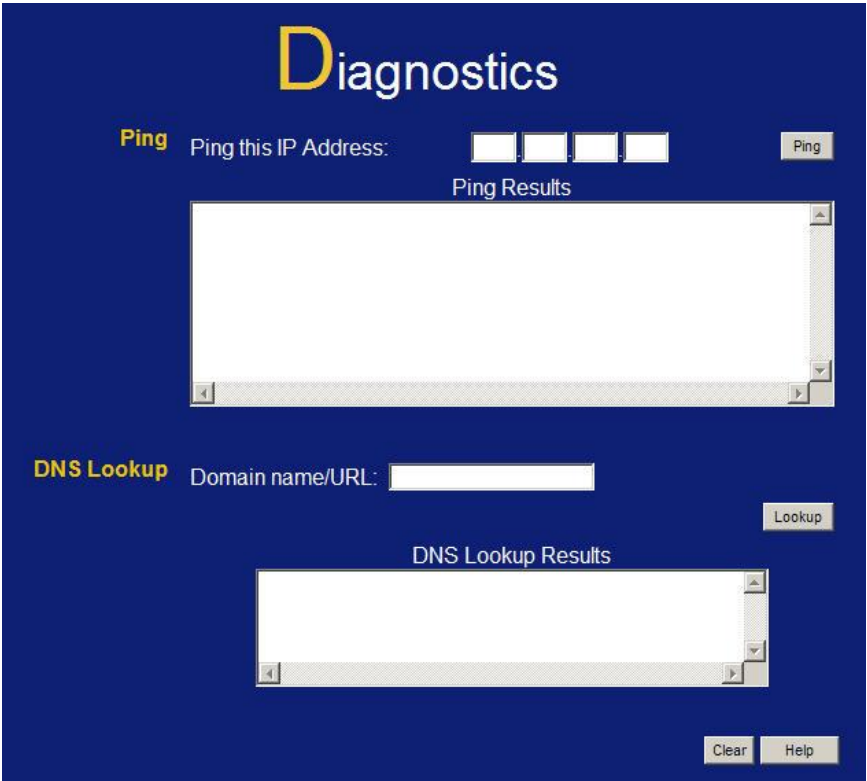 Diagnostics
Ping
Ping this IP Address: . . .
Ping
Ping Results
DNS Lookup
Domain name/URL:
Lookup
DNS Lookup Results
Clear
Help